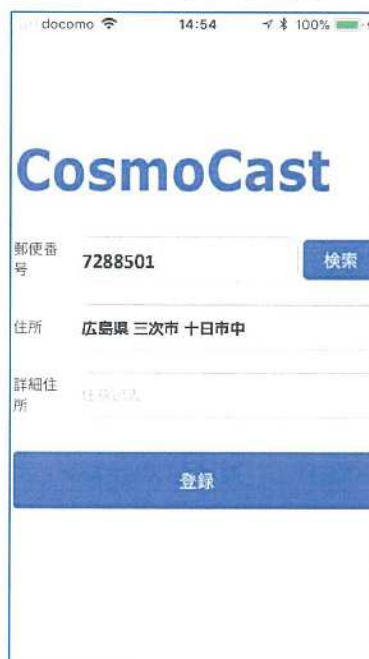 docomo 14:54 100%
CosmoCast
郵便番
号
7288501
検索
住所
広島県 三次市 十日市中
詳細住
所
登録